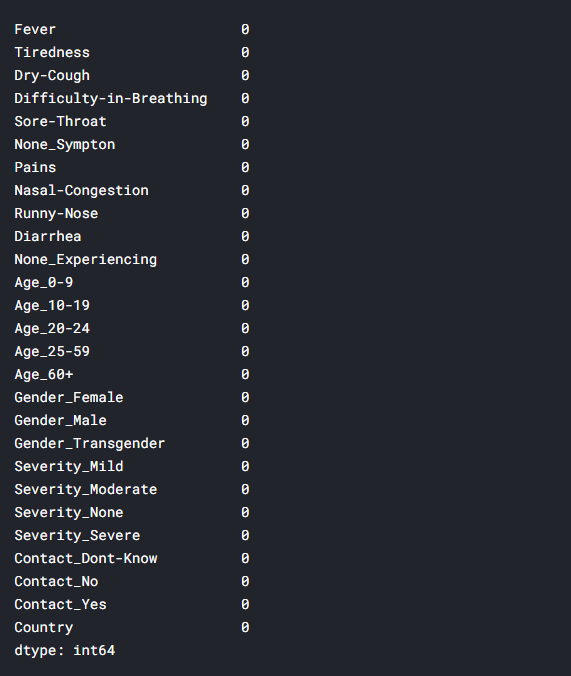 Fever 0
Tiredness 0
Dry-Cough 0
Difficulty-in-Breathing 0
Sore-Throat 0
None_Sympton 0
Pains 0
Nasal-Congestion 0
Runny-Nose 0
Diarrhea 0
None_Experiencing 0
Age_0-9 0
Age_10-19 0
Age_20-24 0
Age_25-59 0
Age_60+ 0
Gender_Female 0
Gender_Male 0
Gender_Transgender 0
Severity_Mild 0
Severity_Moderate 0
Severity_None 0
Severity_Severe 0
Contact_Dont-Know 0
Contact_No 0
Contact_Yes 0
Country 0
dtype: int64